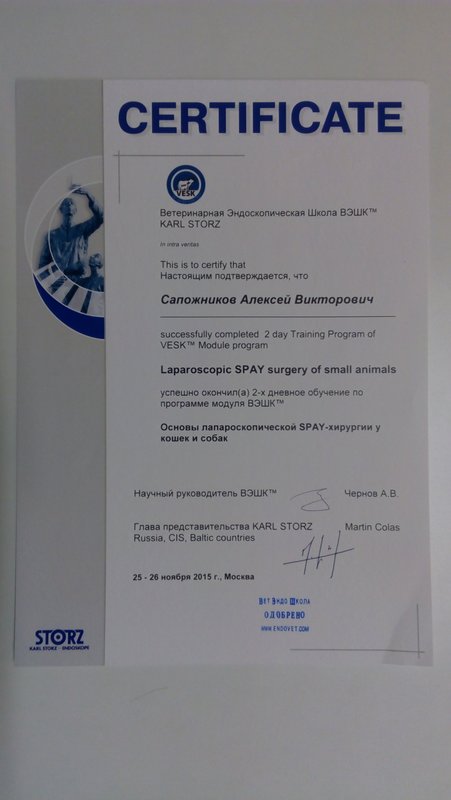 CERTIFICATE
VESK
Ветеринарная Эндоскопическая Школа ВЭШК™
KARL STORZ
In intra veritas
This is to certify that
Настоящим подтверждается, что
Сапожников Алексей Викторович
successfully completed 2 day Training Program of
VESK™ Module program
Laparoscopic SPAY surgery of small animals
успешно окончил(а) 2-х дневное обучение по
программе модуля ВЭШК™
Основы лапароскопической SPAY-хирургии у
кошек и собак
Научный руководитель ВЭШК™ Чернов А.В.
Глава представительства KARL STORZ Martin Colas
Russia, CIS, Baltic countries
25 - 26 ноября 2015 г., Москва
Вет Эндо Школа
ОДОБРЕНО
WWW.ENDOVET.COM
STORZ
KARL STORZ - ENDOSKOPE